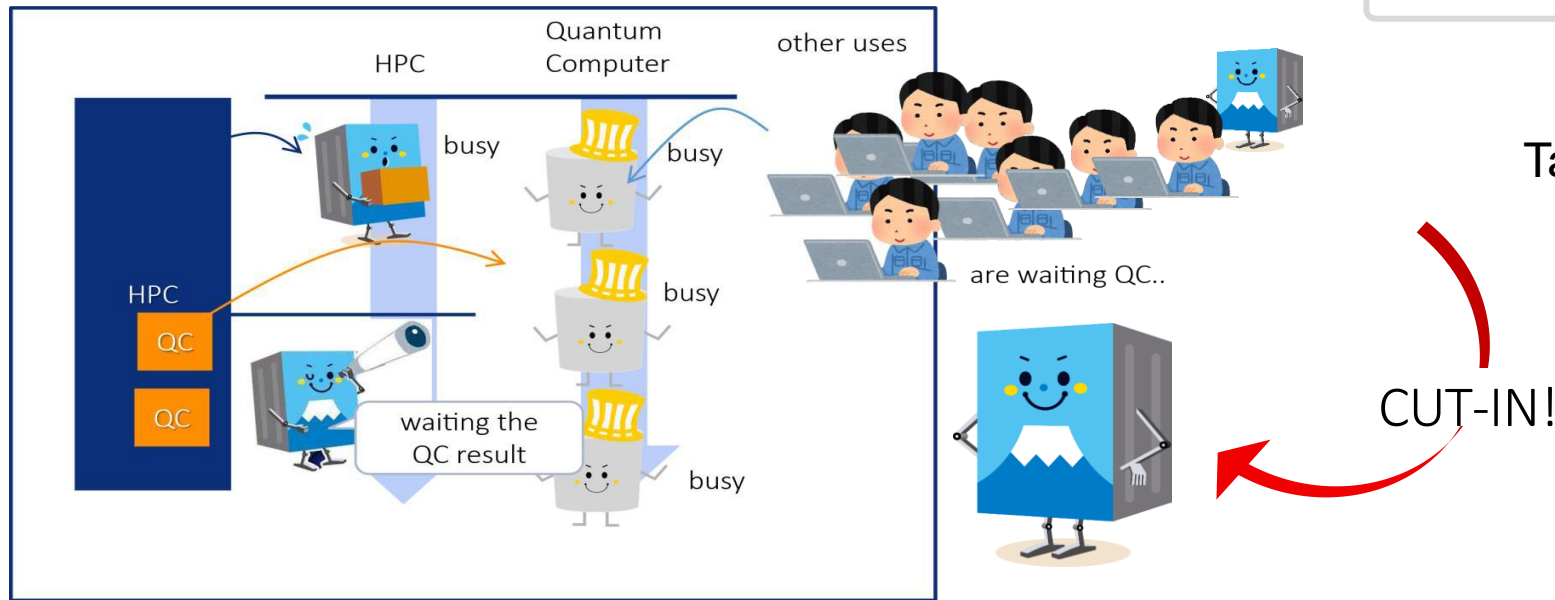 Quantum
Computer
HPC
other uses
busy
busy
HPC
QC
QC
busy
are waiting QC..
waiting the
QC result
busy
Ta
CUT-IN!